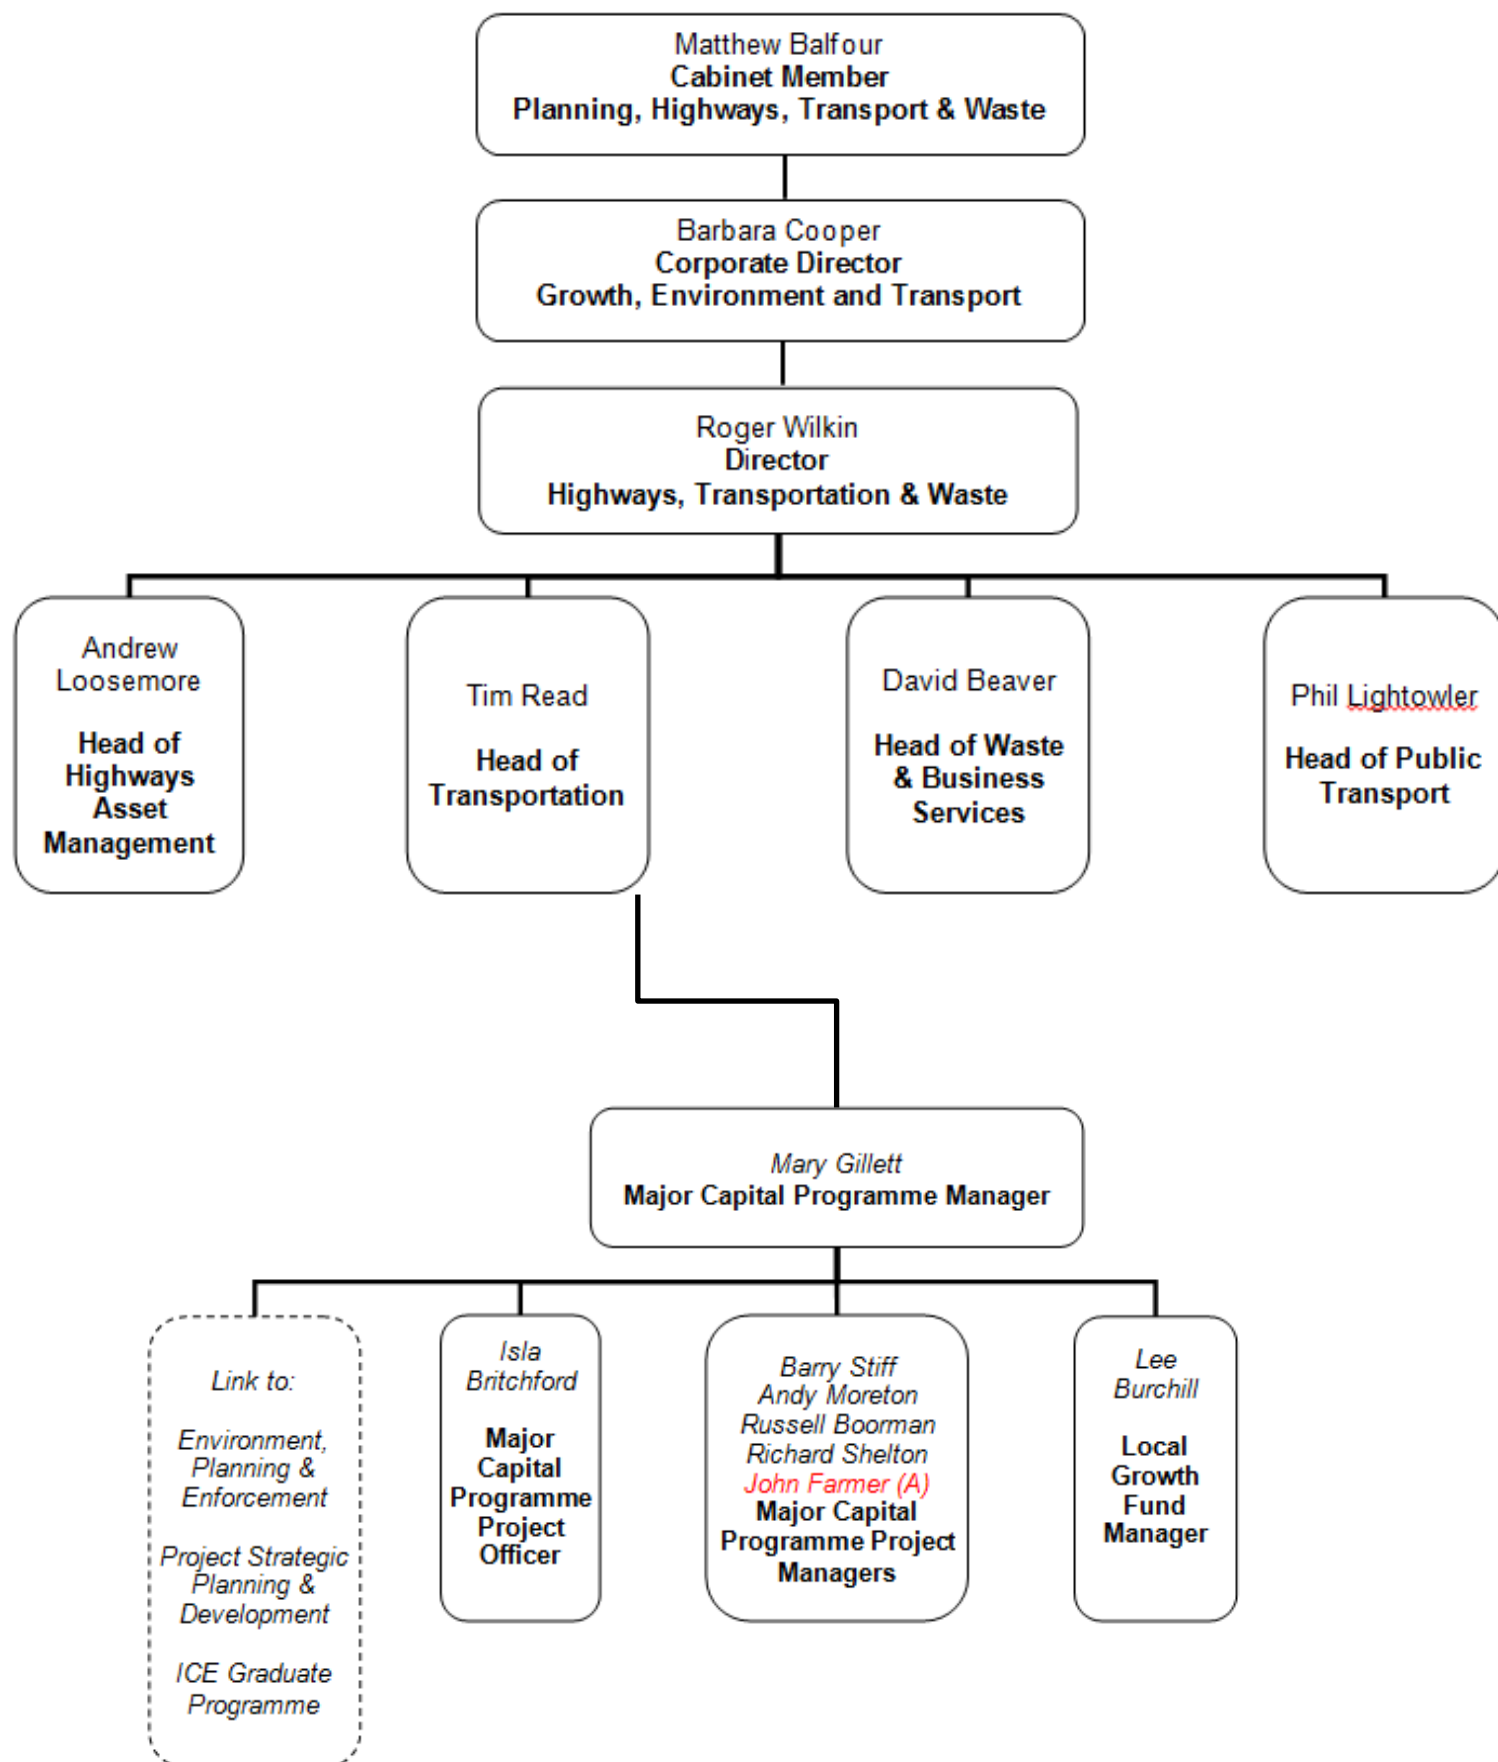 Matthew Balfour
Cabinet Member
Planning, Highways, Transport & Waste
Barbara Cooper
Corporate Director
Growth, Environment and Transport
Roger Wilkin
Director
Highways, Transportation & Waste
Andrew
Loosemore
Head of
Highways
Asset
Management
Tim Read
Head of
Transportation
David Beaver
Head of Waste
& Business
Services
Phil Lightowler
Head of Public
Transport
Mary Gillett
Major Capital Programme Manager
Link to:
Environment,
Planning &
Enforcement
Project Strategic
Planning &
Development
ICE Graduate
Programme
Isla
Britchford
Major
Capital
Programme
Project
Officer
Barry Stiff
Andy Moreton
Russell Boorman
Richard Shelton
John Farmer (A)
Major Capital
Programme Project
Managers
Lee
Burchill
Local
Growth
Fund
Manager